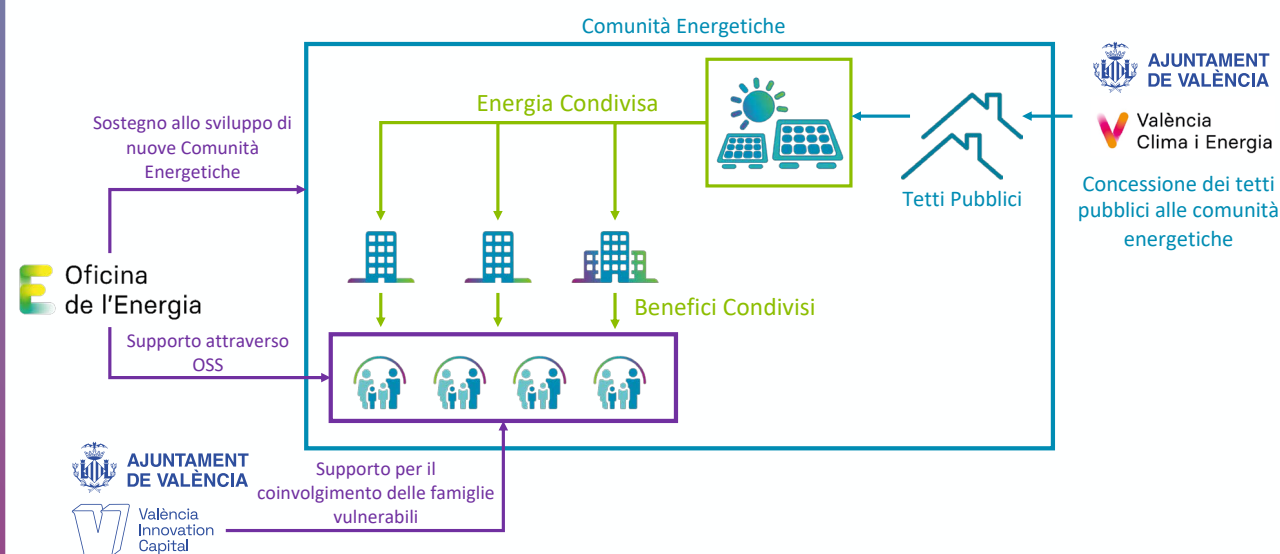 Comunità Energetiche
AJUNTAMENT
DE VALÈNCIA
València
Clima i Energia
Concessione dei tetti
pubblici alle comunità
energetiche
Energia Condivisa
Tetti Pubblici
Sostegno allo sviluppo di
nuove Comunità
Energetiche
E Oficina
de l'Energia
Benefici Condivisi
Supporto attraverso
OSS
AJUNTAMENT
DE VALÈNCIA
València
Innovation
Capital
Supporto per il
coinvolgimento delle famiglie
vulnerabili